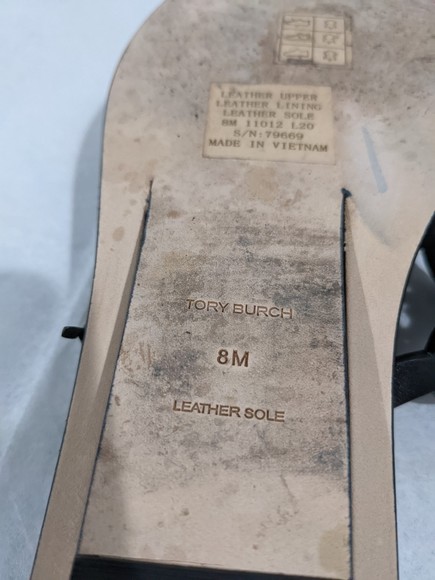 LEATHER UPPER
LEATHER LINING
LEATHER SOLE
8M 11012 L20
S/N:79669
MADE IN VIETNAM
TORY BURCH
8M
LEATHER SOLE